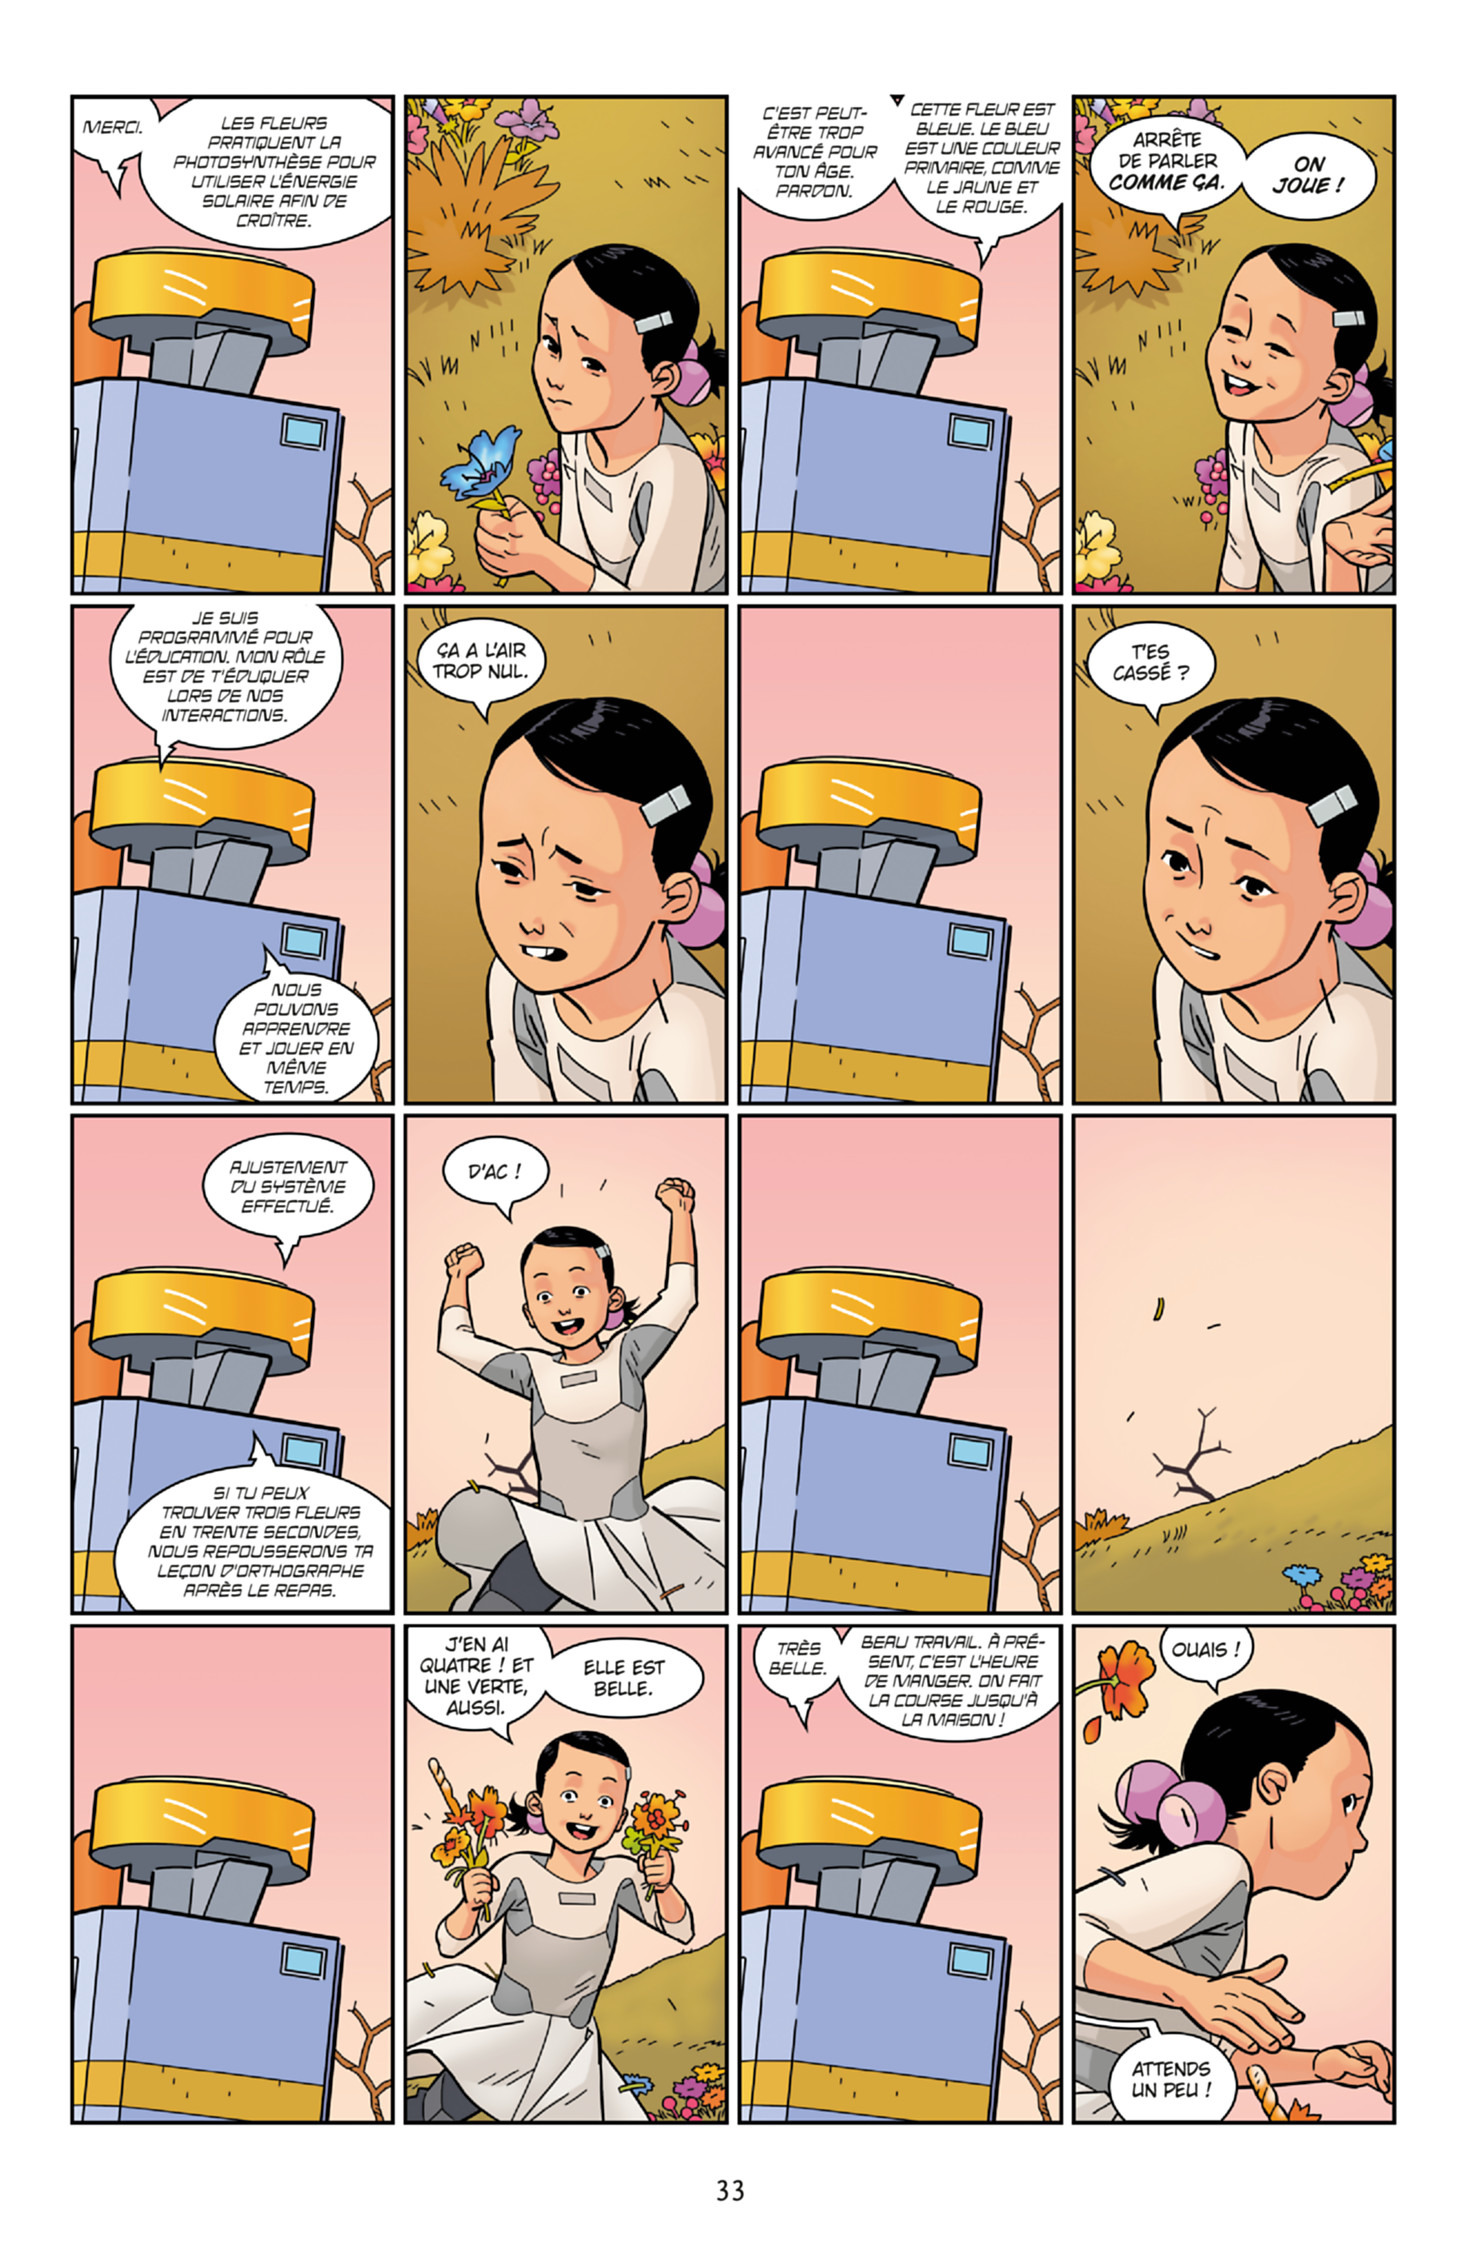 MERCI.
LES FLEURS
PRATIQUENT LA
PHOTOSYNTHÈSE POUR
UTILISER L'ÉNERGIE
SOLAIRE AFIN DE
CROÎTRE.
C'EST PEUT-
ÊTRE TROP
AVANCÉ POUR
TON ÂGE.
PARDON.
CETTE FLEUR EST
BLEUE. LE BLEU
EST UNE COULEUR
PRIMAIRE, COMME
LE JAUNE ET
LE ROUGE.
ARRÊTE
DE PARLER
COMME ÇA.
ON
JOUE !
JE SUIS
PROGRAMMÉ POUR
L'ÉDUCATION. MON RÔLE
EST DE T'ÉDUQUER
LORS DE NOS
INTERACTIONS.
NOUS
POUVONS
APPRENDRE
ET JOUER EN
MÊME
TEMPS.
ÇA A L'AIR
TROP NUL.
T'ES
CASSÉ ?
AJUSTEMENT
DU SYSTÈME
EFFECTUÉ.
SI TU PEUX
TROUVER TROIS FLEURS
EN TRENTE SECONDES,
NOUS REPOUSSERONS TA
LEÇON D'ORTHOGRAPHE
APRÈS LE REPAS.
D'AC !
J'EN AI
QUATRE ! ET
UNE VERTE,
AUSSI.
ELLE EST
BELLE.
TRÈS
BELLE.
BEAU TRAVAIL. À PRÉ-
SENT, C'EST L'HEURE
DE MANGER. ON FAIT
LA COURSE JUSQU'À
LA MAISON !
OUAIS !
ATTENDS
UN PEU !
33